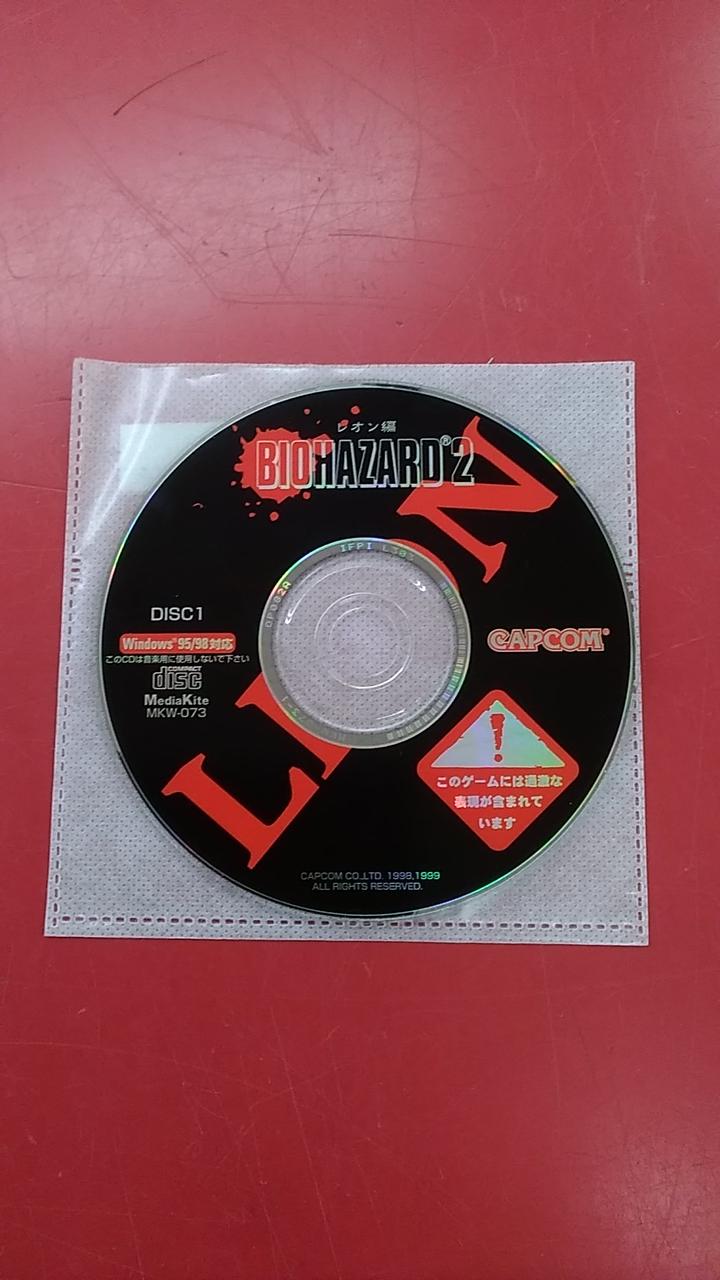 レオン編
BIOHAZARD®2
IFPI L303
DISC1
Windows®95/98対応
このCDは音楽用に使用しないで下さい
COMPACT
disc
MediaKite
MKW-073
CAPCOM®
LEON
!
このゲームには過激な
表現が含まれて
います
CAPCOM CO.,LTD. 1998,1999
ALL RIGHTS RESERVED.